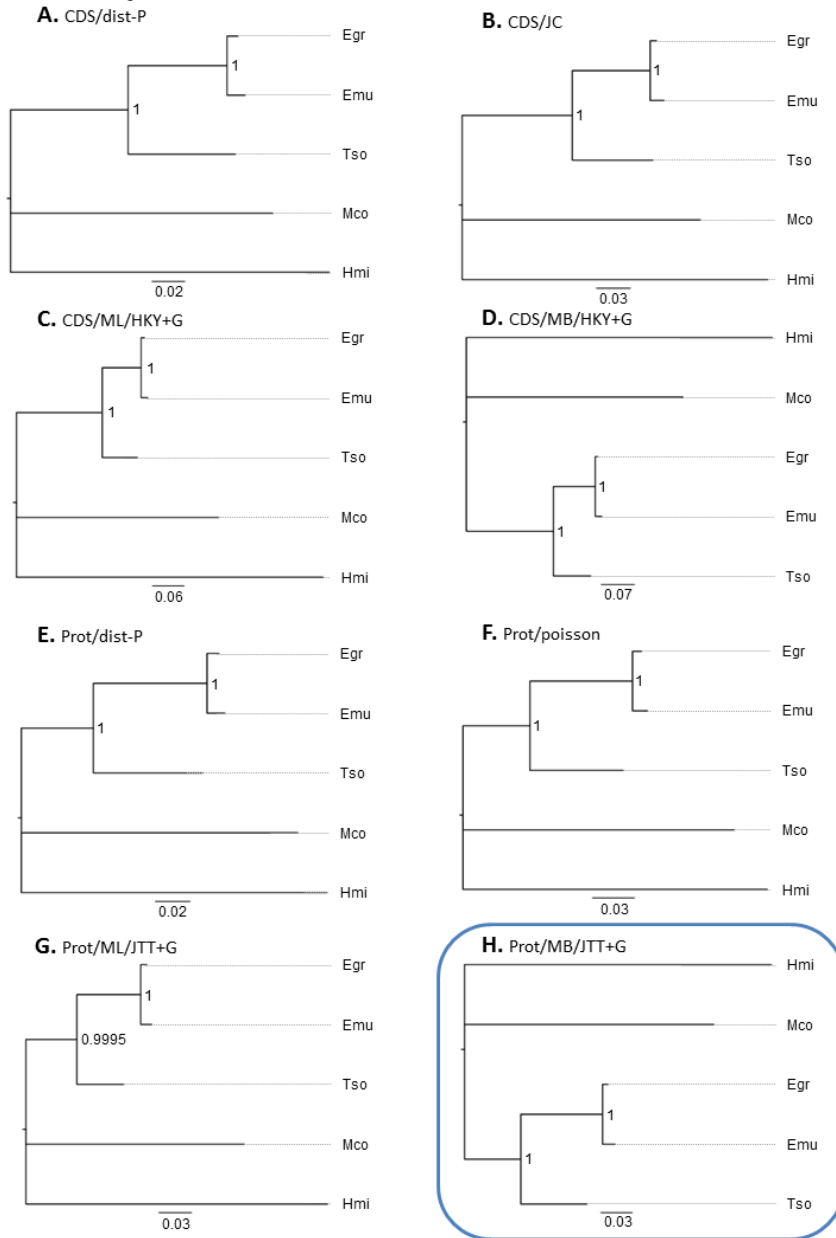 A. CDS/dist-P
Egr
1
Emu
1
Tso
Mco
Hmi
0.02
B. CDS/JC
Egr
1
Emu
1
Tso
Mco
Hmi
0.03
C. CDS/ML/HKY+G
Egr
1
Emu
1
Tso
Mco
Hmi
0.06
D. CDS/MB/HKY+G
Hmi
Mco
Egr
1
Emu
1
Tso
0.07
E. Prot/dist-P
Egr
1
Emu
1
Tso
Mco
Hmi
0.02
F. Prot/poisson
Egr
1
Emu
1
Tso
Mco
Hmi
0.03
G. Prot/ML/JTT+G
Egr
1
Emu
0.9995
Tso
Mco
Hmi
0.03
H. Prot/MB/JTT+G
Hmi
Mco
Egr
1
Emu
1
Tso
0.03